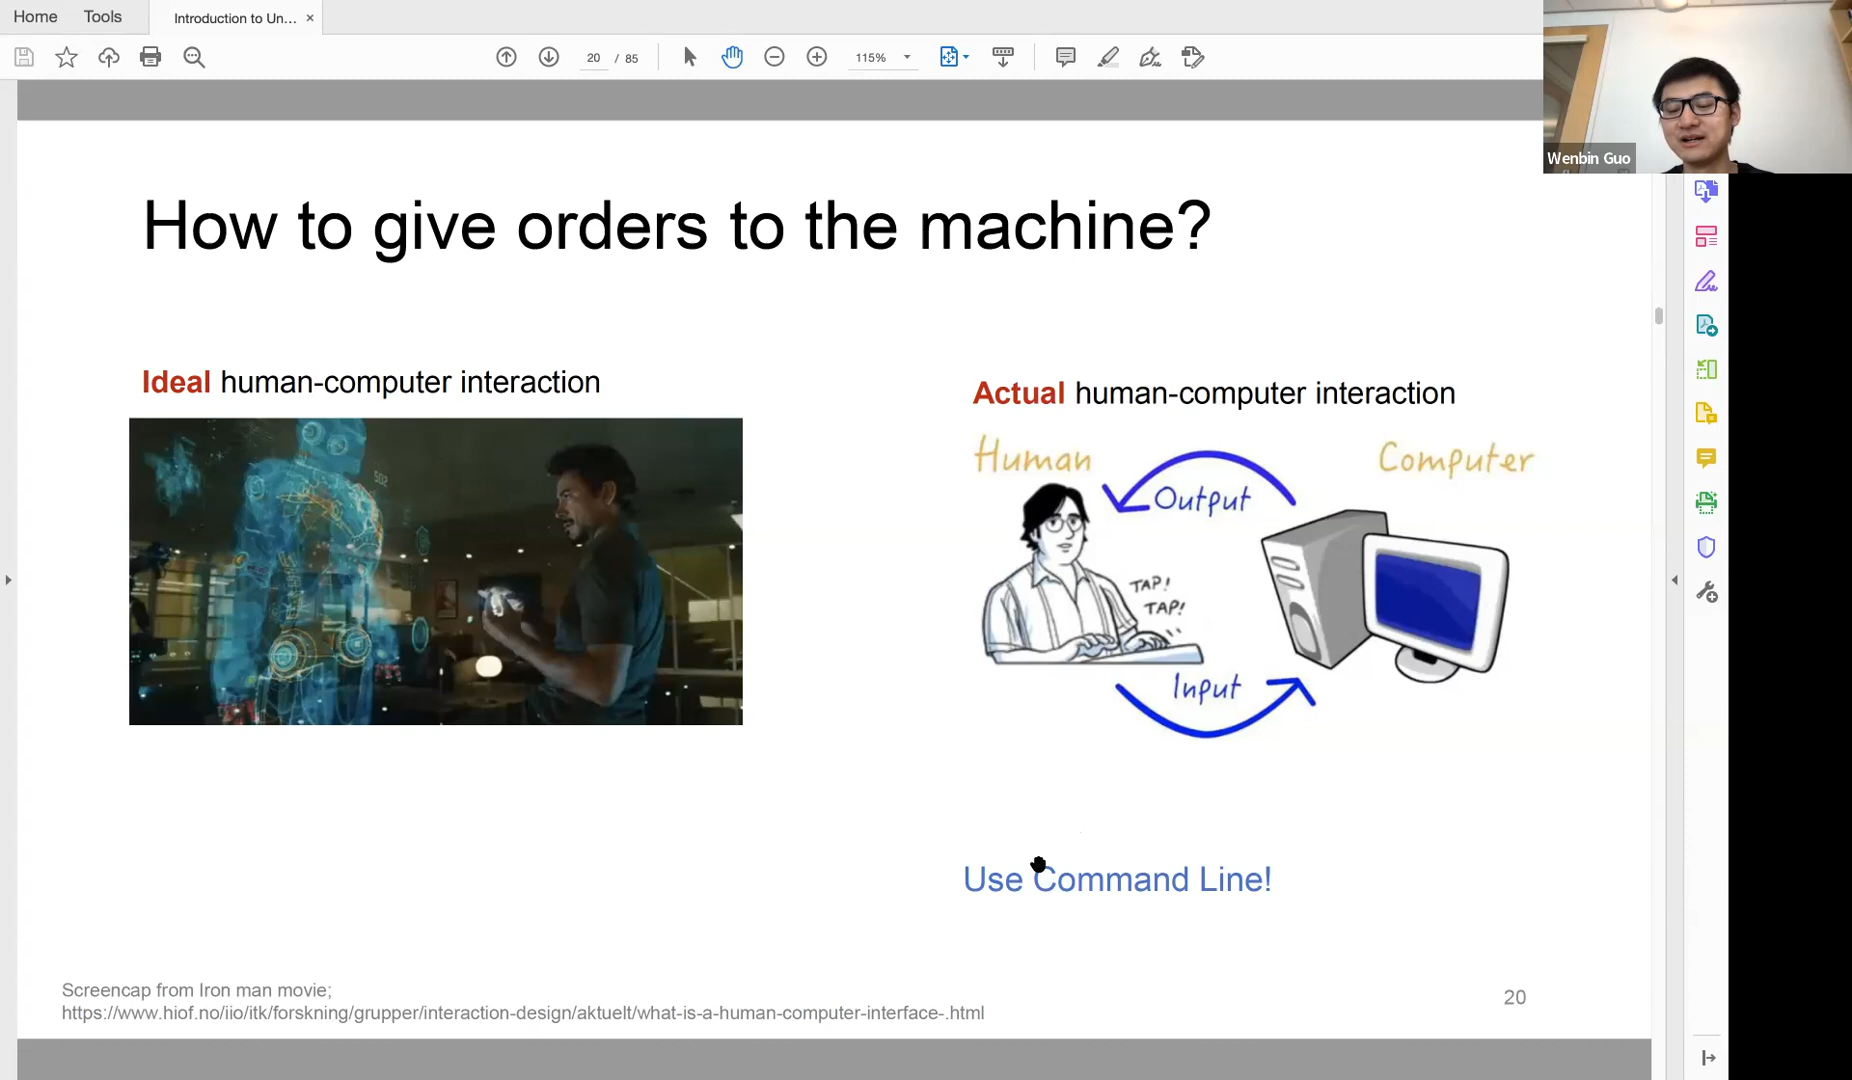 Home Tools Introduction to Un... ×
20 / 85 115%
Wenbin Guo
How to give orders to the machine?
Ideal human-computer interaction
502
Actual human-computer interaction
Human Computer
Output
TAP!
TAP!
Input
Use Command Line!
Screencap from Iron man movie;
https://www.hiof.no/iio/itk/forskning/grupper/interaction-design/aktuelt/what-is-a-human-computer-interface-.html
20